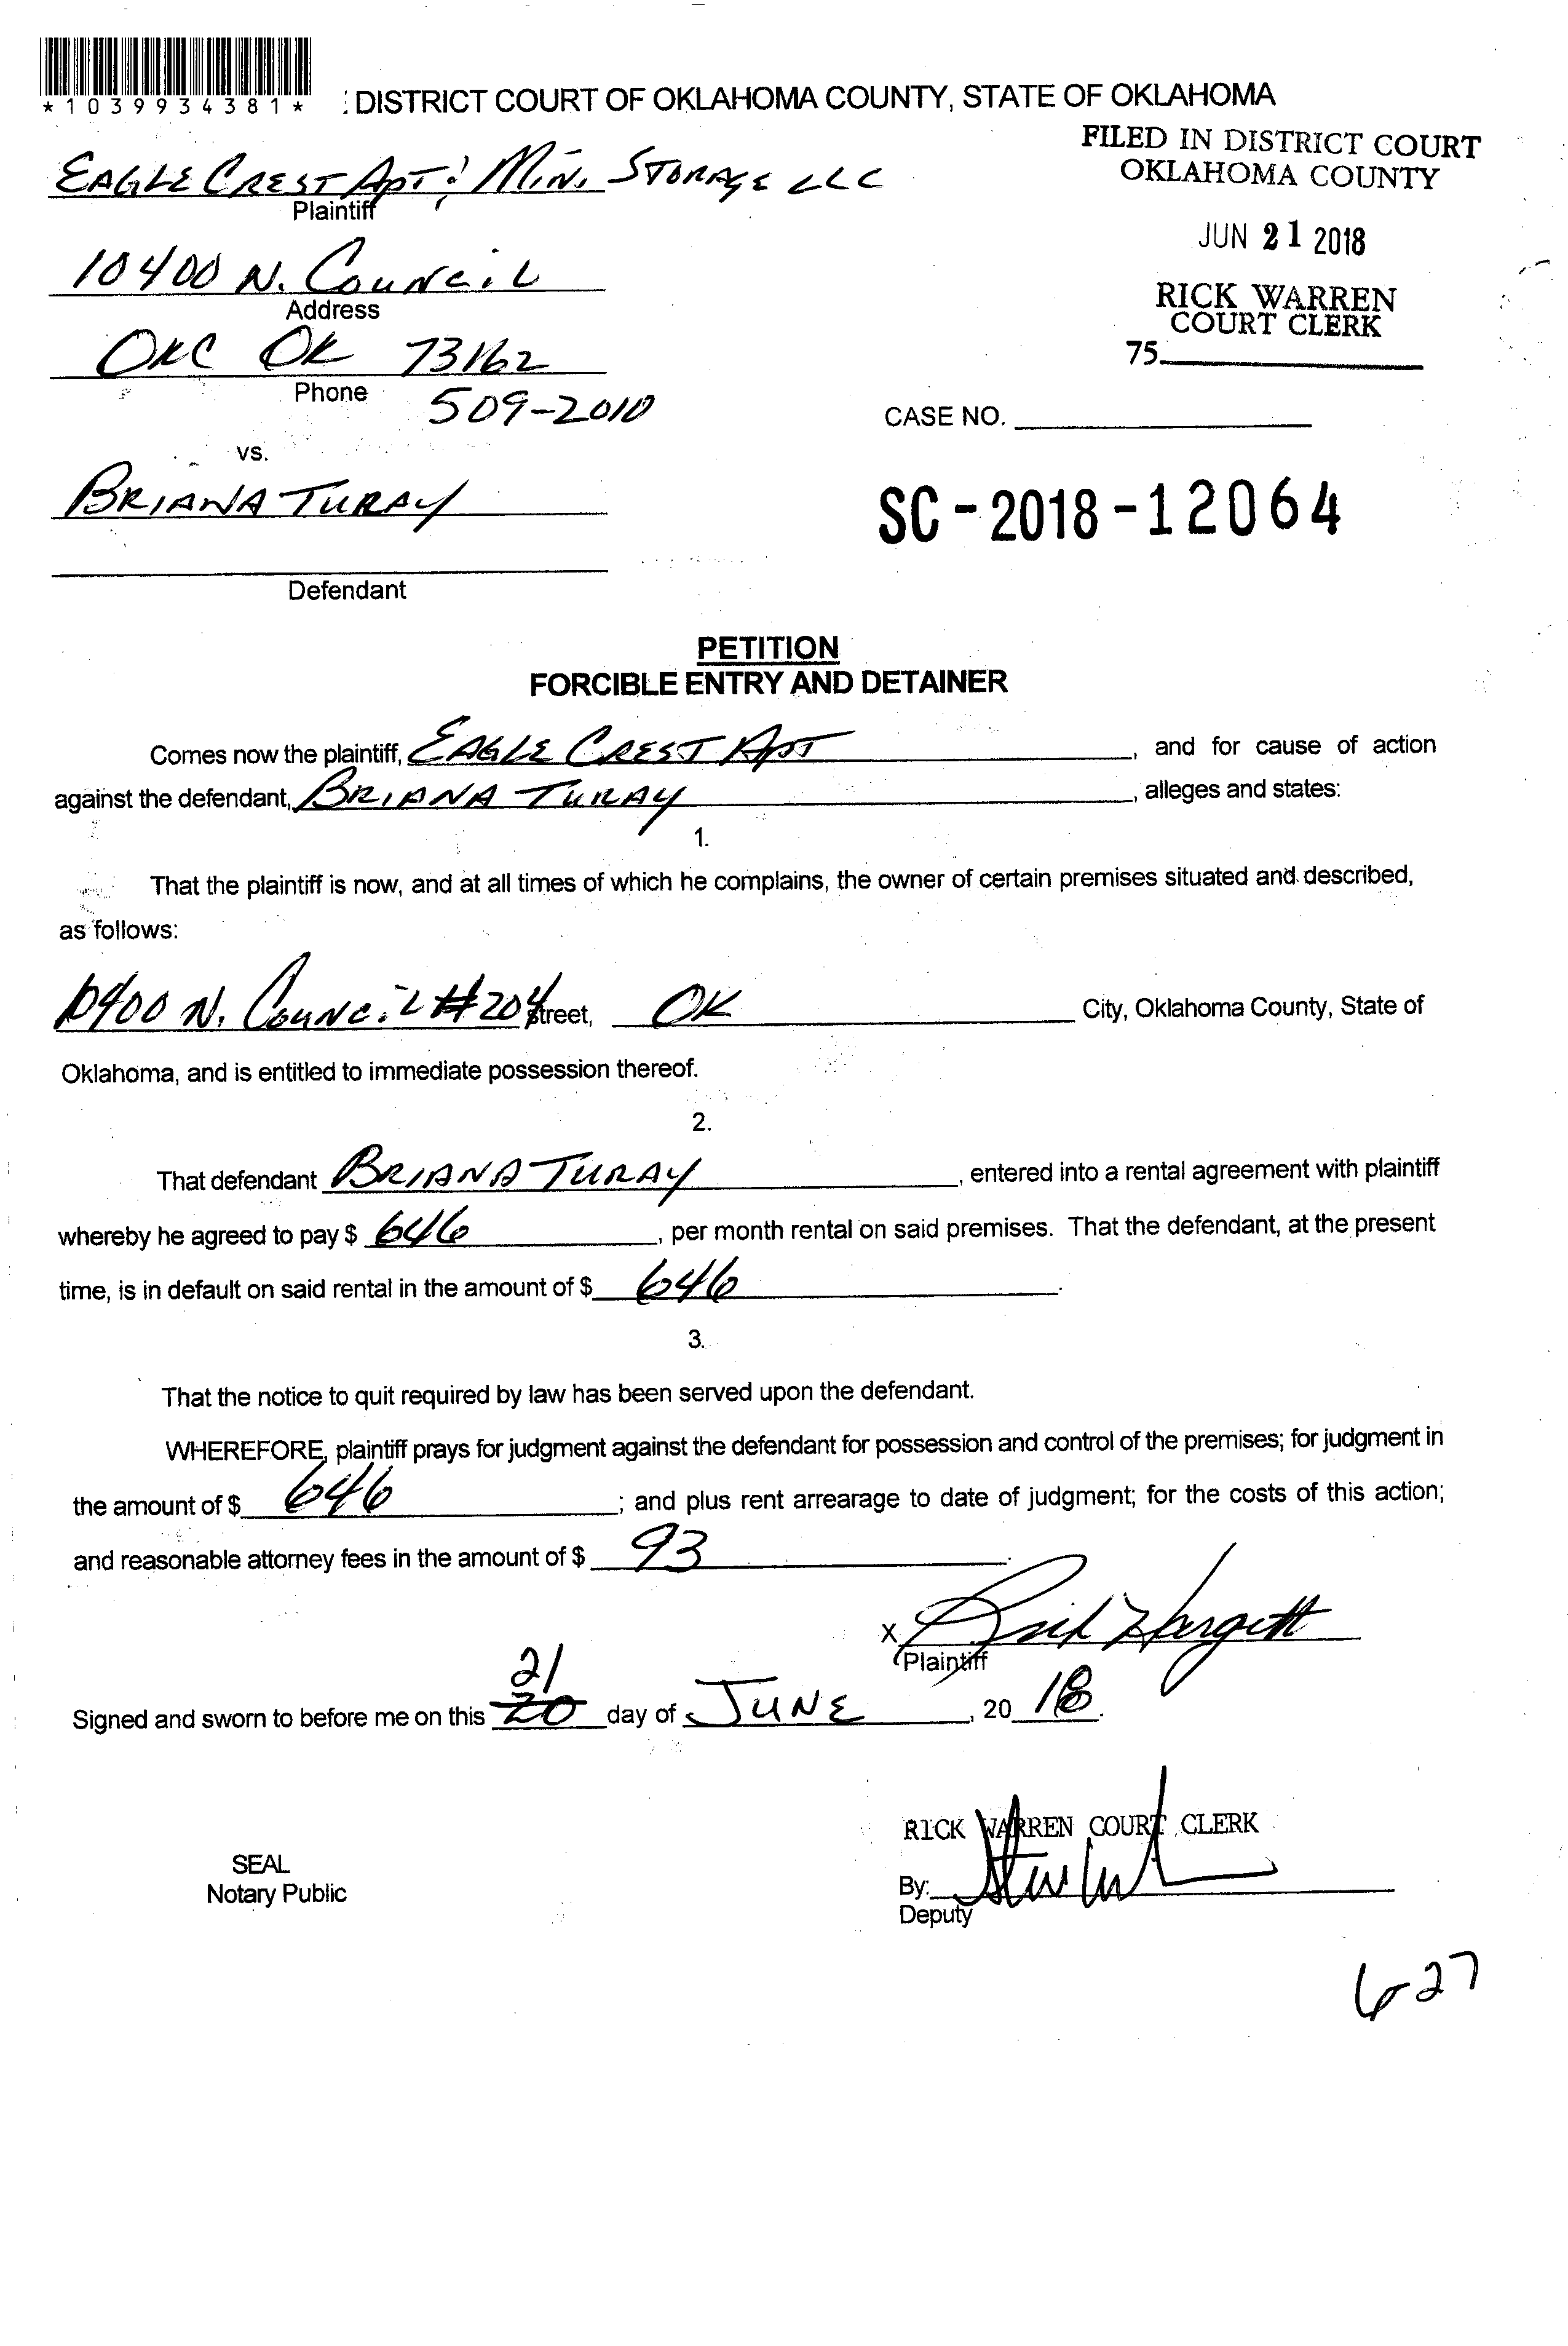 *1039934381*
: DISTRICT COURT OF OKLAHOMA COUNTY, STATE OF OKLAHOMA
FILED IN DISTRICT COURT
OKLAHOMA COUNTY
EAGLE CREST APT & MINI STORAGE LLC
Plaintiff
JUN 21 2018
10400 N. COUNCIL
Address
RICK WARREN
COURT CLERK
OKC OK 73162
75
Phone 509-2010
CASE NO.
vs.
BRIANA TURAY
SC-2018-12064
Defendant
PETITION
FORCIBLE ENTRY AND DETAINER
Comes now the plaintiff, EAGLE CREST APT, and for cause of action
against the defendant, BRIANA TURAY, alleges and states:
1.
That the plaintiff is now, and at all times of which he complains, the owner of certain premises situated and described,
as follows:
10400 N. COUNCIL #204 Street, OK City, Oklahoma County, State of
Oklahoma, and is entitled to immediate possession thereof.
2.
That defendant BRIANA TURAY, entered into a rental agreement with plaintiff
whereby he agreed to pay $ 646, per month rental on said premises. That the defendant, at the present
time, is in default on said rental in the amount of $ 646.
3.
That the notice to quit required by law has been served upon the defendant.
WHEREFORE, plaintiff prays for judgment against the defendant for possession and control of the premises; for judgment in
the amount of $ 646; and plus rent arrearage to date of judgment; for the costs of this action;
and reasonable attorney fees in the amount of $ 93.
X
Plaintiff
21
Signed and sworn to before me on this 20 day of JUNE, 20 18.
RICK WARREN COURT CLERK
SEAL
Notary Public
By:
Deputy
6-27